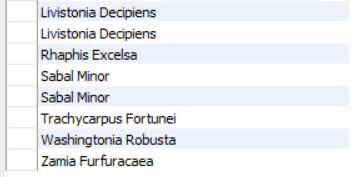 Livistonia Decipiens
Livistonia Decipiens
Rhaphis Excelsa
Sabal Minor
Sabal Minor
Trachycarpus Fortunei
Washingtonia Robusta
Zamia Furfuracaea